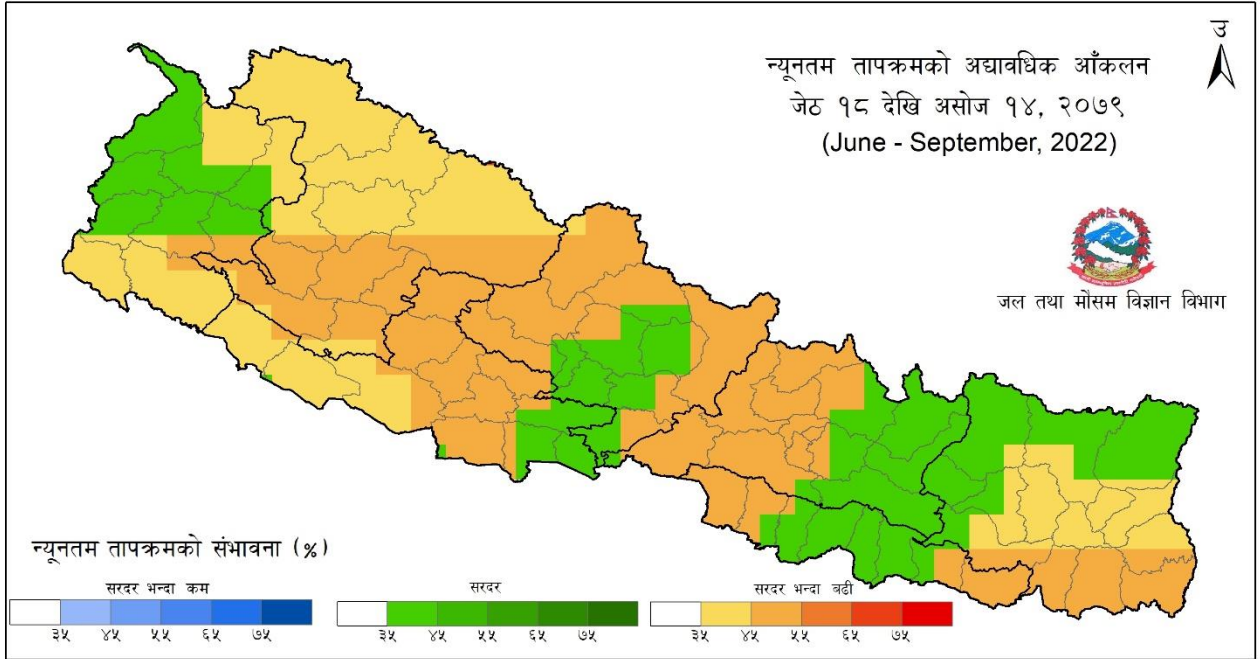 उ
न्यूनतम तापक्रमको अद्यावधिक आँकलन
जेठ १८ देखि असोज १४, २०७९
(June - September, 2022)
जल तथा मौसम विज्ञान विभाग
न्यूनतम तापक्रमको संभावना (%)
सरदर भन्दा कम
३५ ४५ ५५ ६५ ७५
सरदर
३५ ४५ ५५ ६५ ७५
सरदर भन्दा बढी
३५ ४५ ५५ ६५ ७५